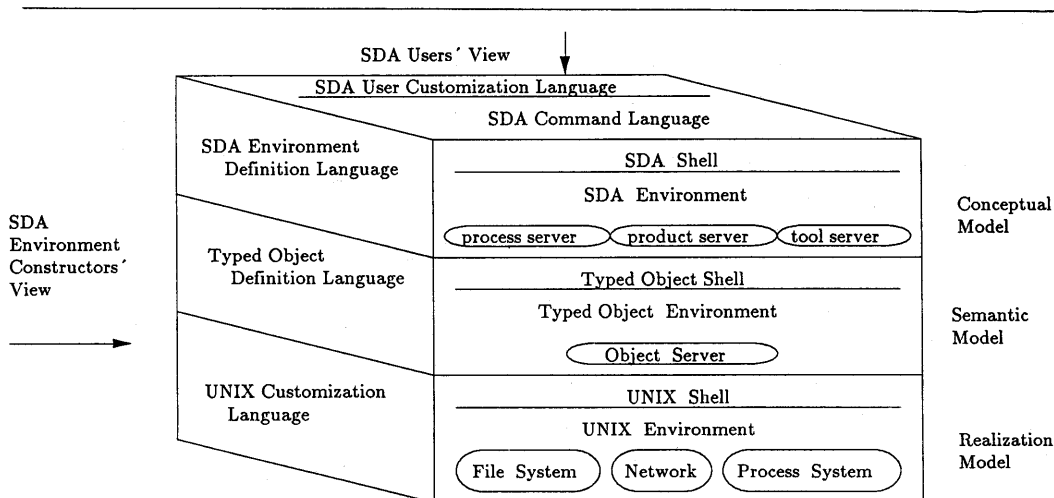 SDA Users´ View
SDA User Customization Language
SDA Command Language
SDA Environment
Definition Language
SDA Shell
SDA Environment
process server
product server
tool server
Conceptual
Model
SDA
Environment
Constructors´
View
Typed Object
Definition Language
Typed Object Shell
Typed Object Environment
Object Server
Semantic
Model
UNIX Customization
Language
UNIX Shell
UNIX Environment
File System
Network
Process System
Realization
Model